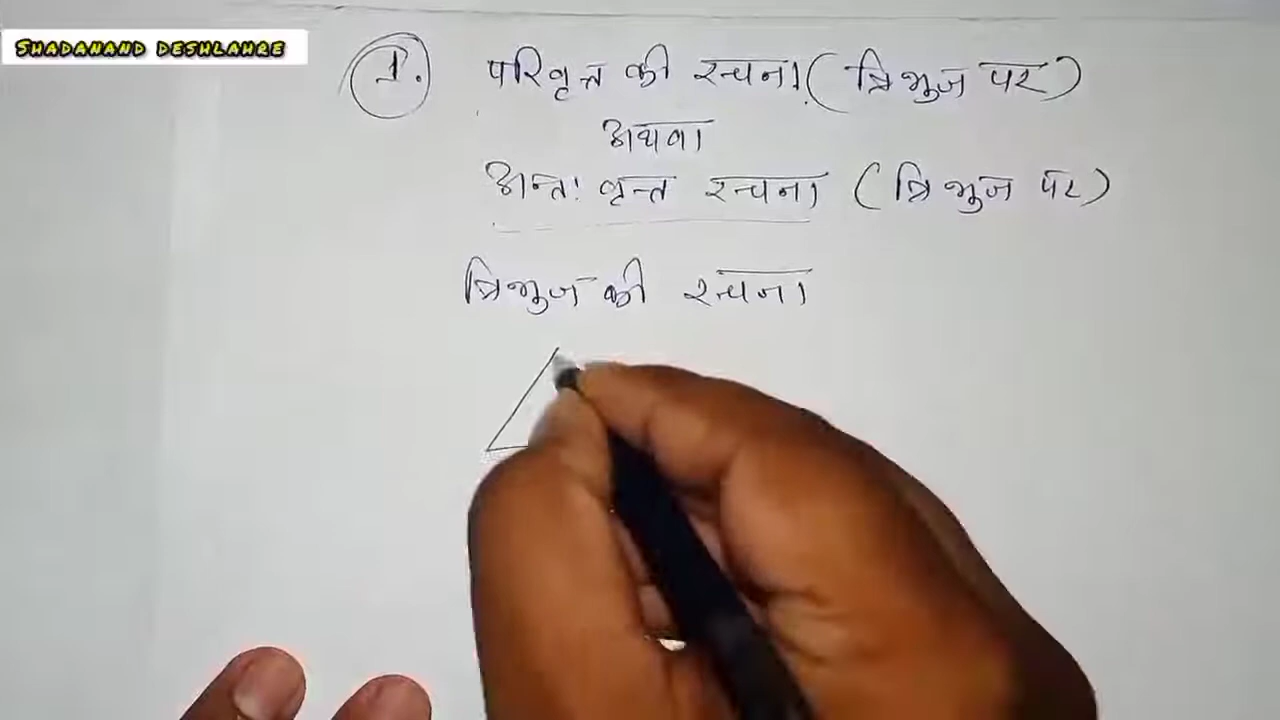 SHADANAND DESHLAHRE
1. परिवृत्त की रचना (त्रिभुज पर)
अथवा
अन्तः वृन्त रचना (त्रिभुज पर)
त्रिभुज की रचना